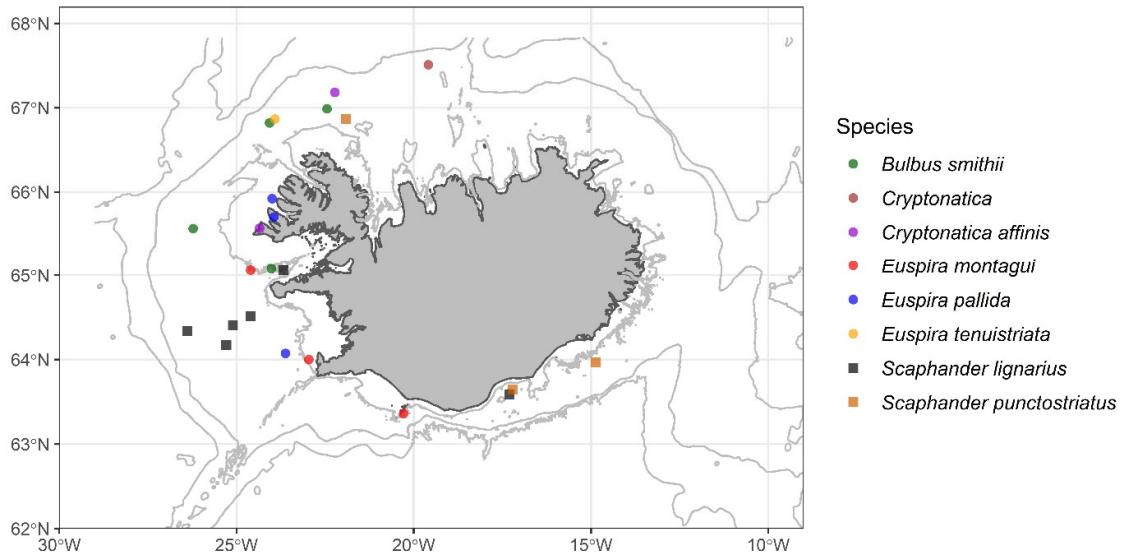 68°N
67°N
66°N
65°N
64°N
63°N
62°N
30°W
25°W
20°W
15°W
10°W
Species
Bulbus smithii
Cryptonatica
Cryptonatica affinis
Euspira montagui
Euspira pallida
Euspira tenuistriata
Scaphander lignarius
Scaphander punctostriatus